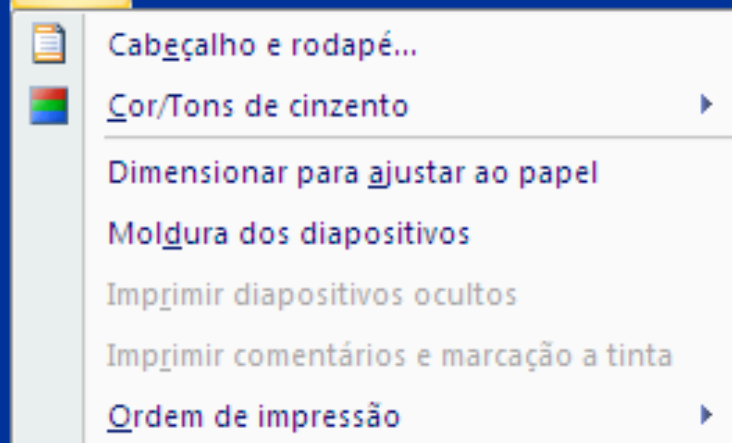 Cabeçalho e rodapé...
Cor/Tons de cinzento
Dimensionar para ajustar ao papel
Moldura dos diapositivos
Imprimir diapositivos ocultos
Imprimir comentários e marcação a tinta
Ordem de impressão